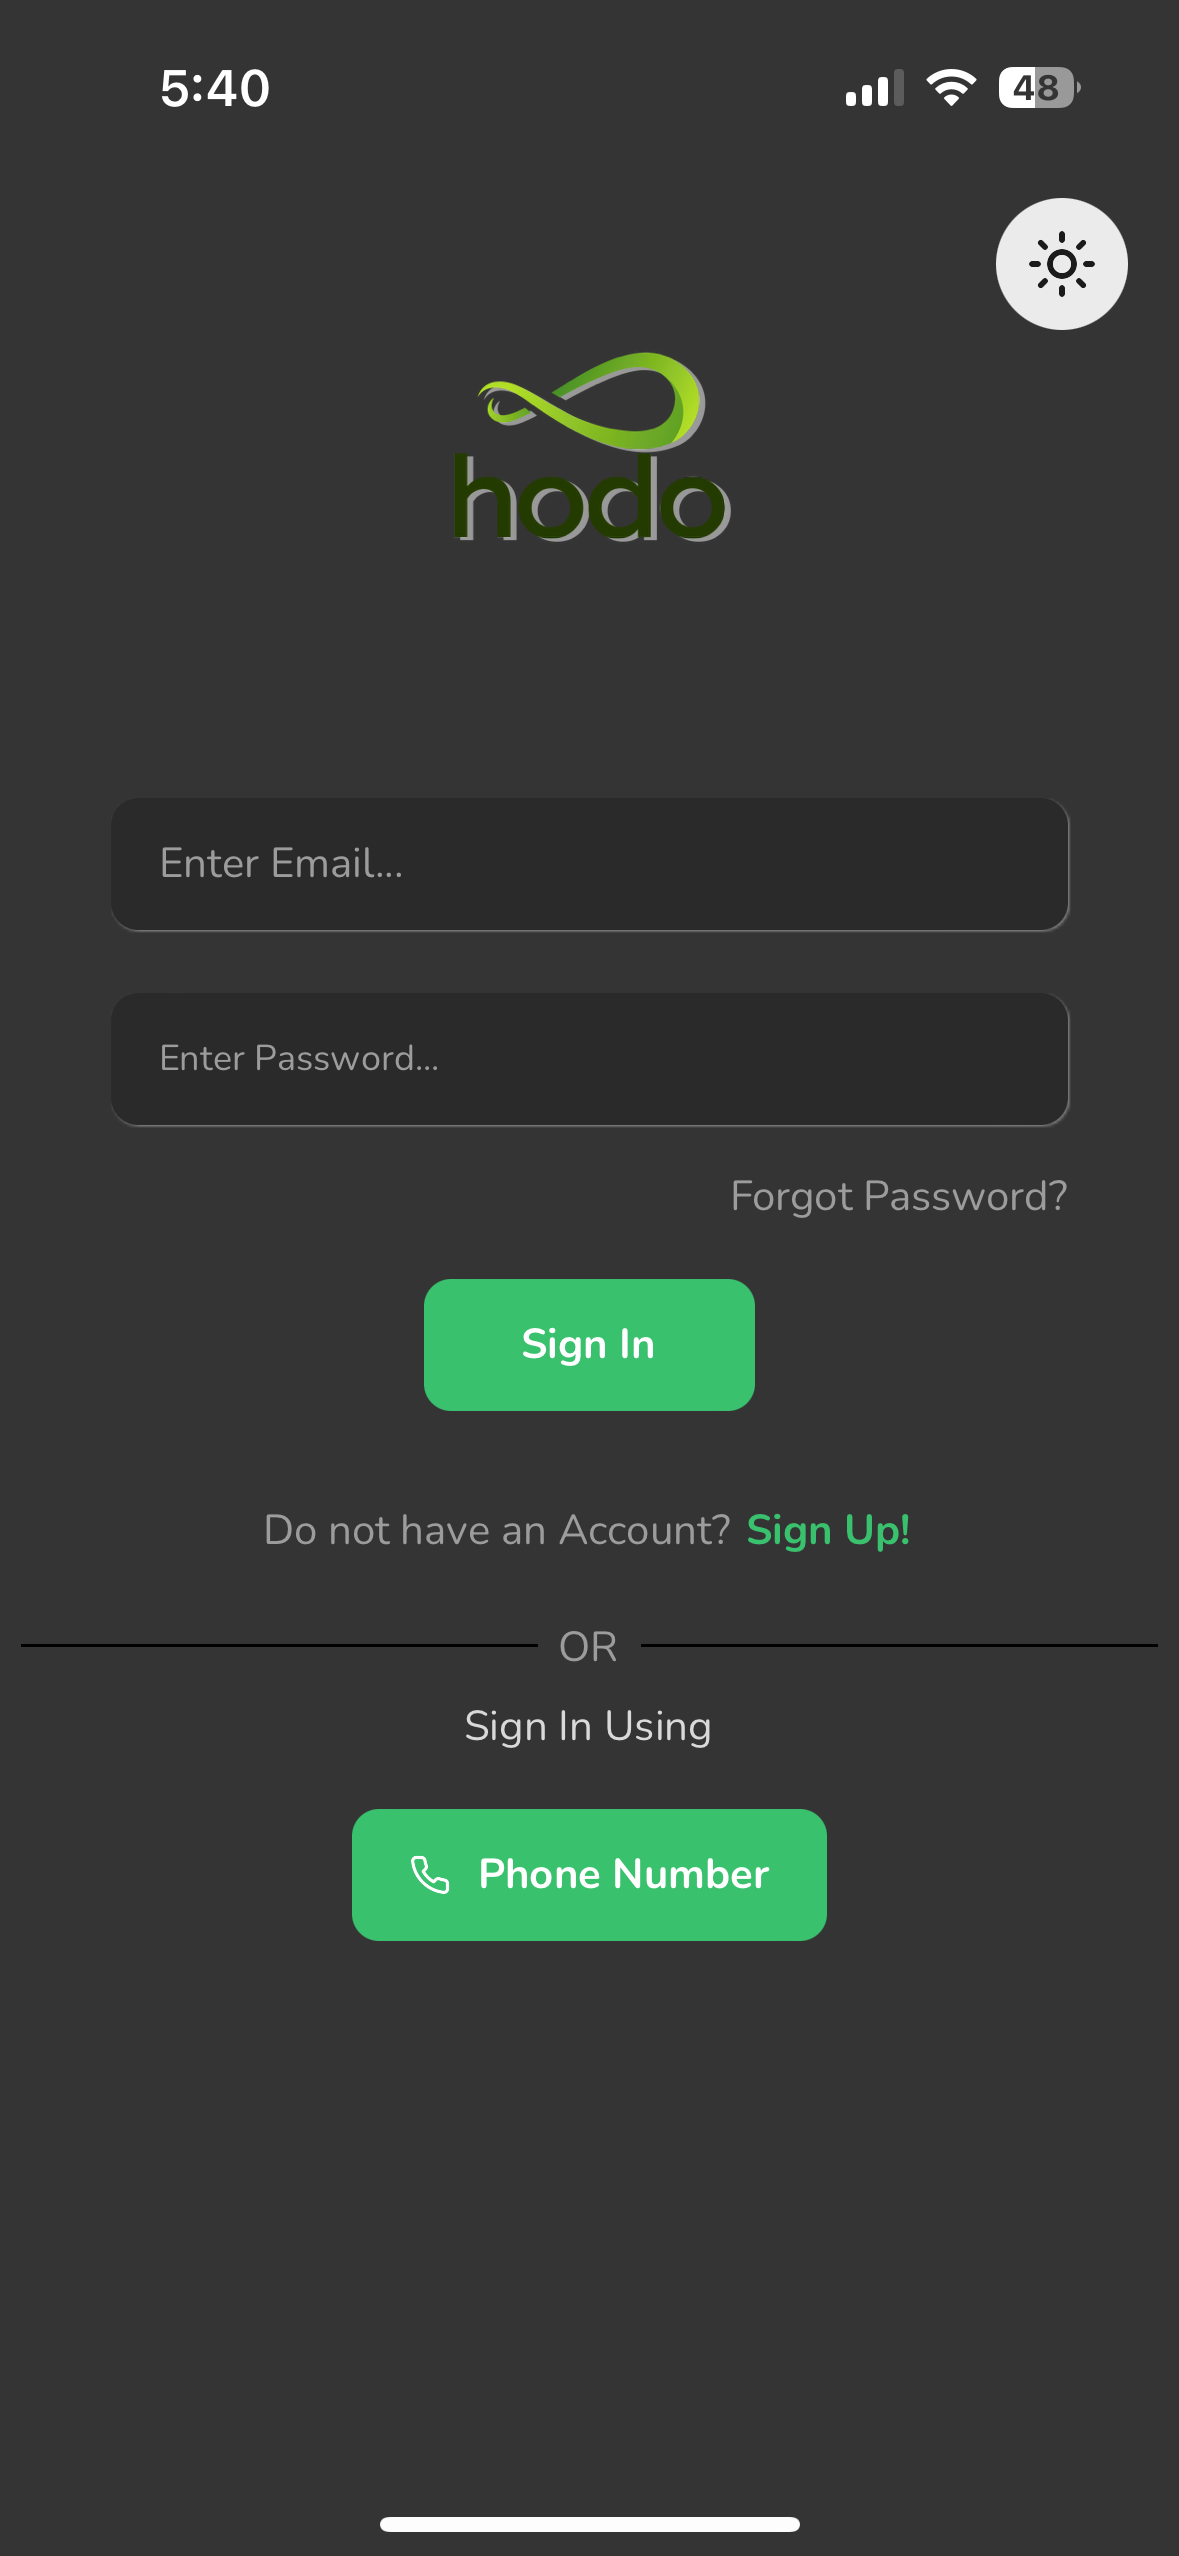 5:40
48
hodo
Enter Email...
Enter Password...
Forgot Password?
Sign In
Do not have an Account? Sign Up!
OR
Sign In Using
Phone Number